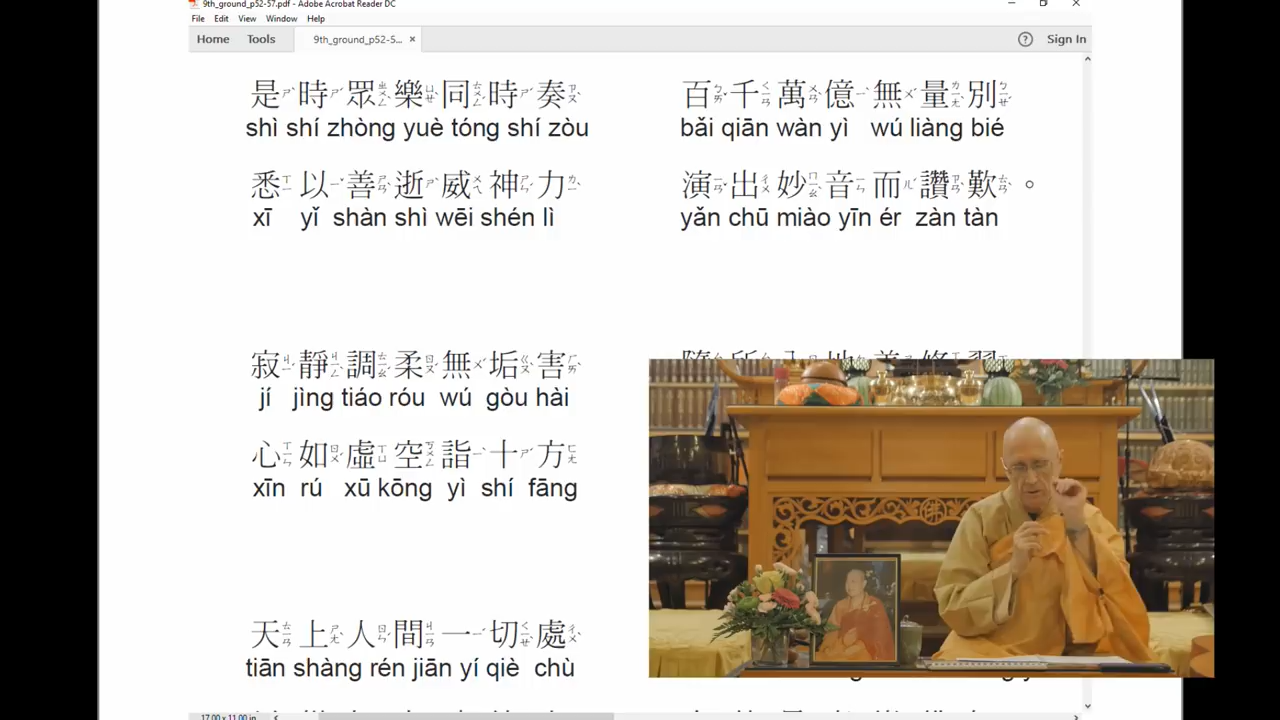 9th_ground_p52-57.pdf - Adobe Acrobat Reader DC
File Edit View Window Help
Home Tools 9th_ground_p52-5... × ? Sign In
是時眾樂同時奏 百千萬億無量別
shì shí zhòng yuè tóng shí zòu bǎi qiān wàn yì wú liàng bié
悉以善逝威神力 演出妙音而讚歎。
xī yǐ shàn shì wēi shén lì yǎn chū miào yīn ér zàn tàn
寂靜調柔無垢害
jí jìng tiáo róu wú gòu hài
心如虛空詣十方
xīn rú xū kōng yì shí fāng
天上人間一切處
tiān shàng rén jiān yí qiè chù
17.00 x 11.00 in